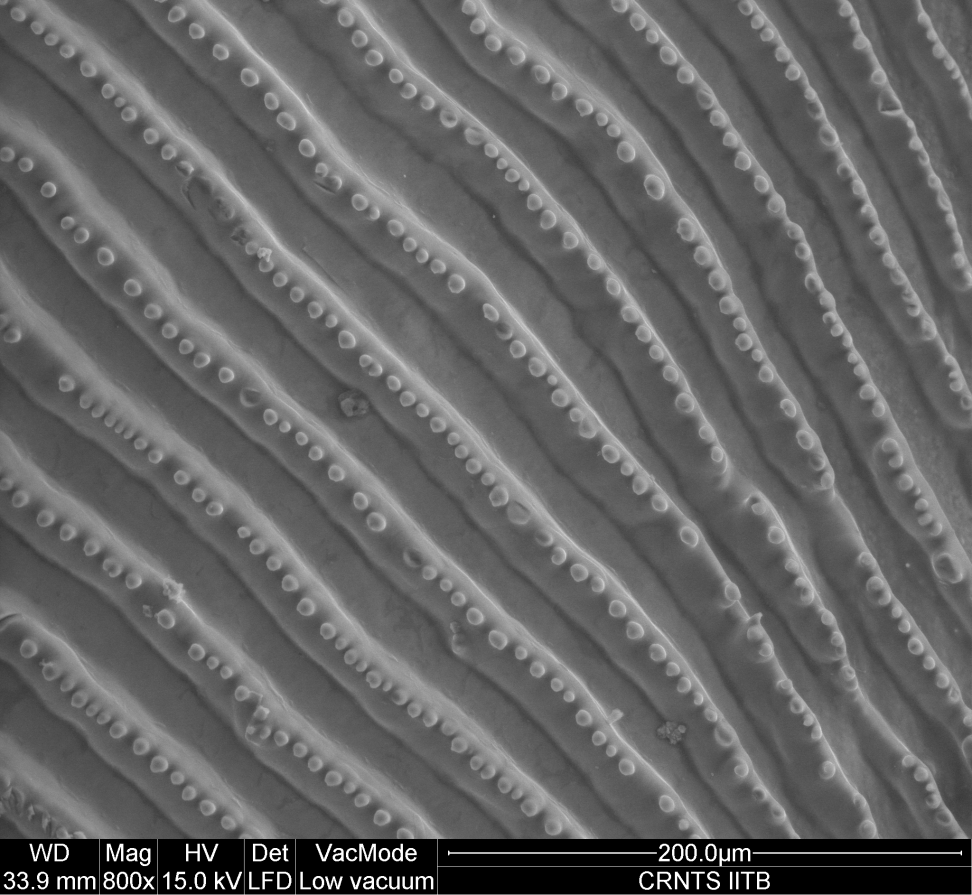 WD Mag HV Det VacMode 200.0µm
33.9 mm 800x 15.0 kV LFD Low vacuum CRNTS IITB